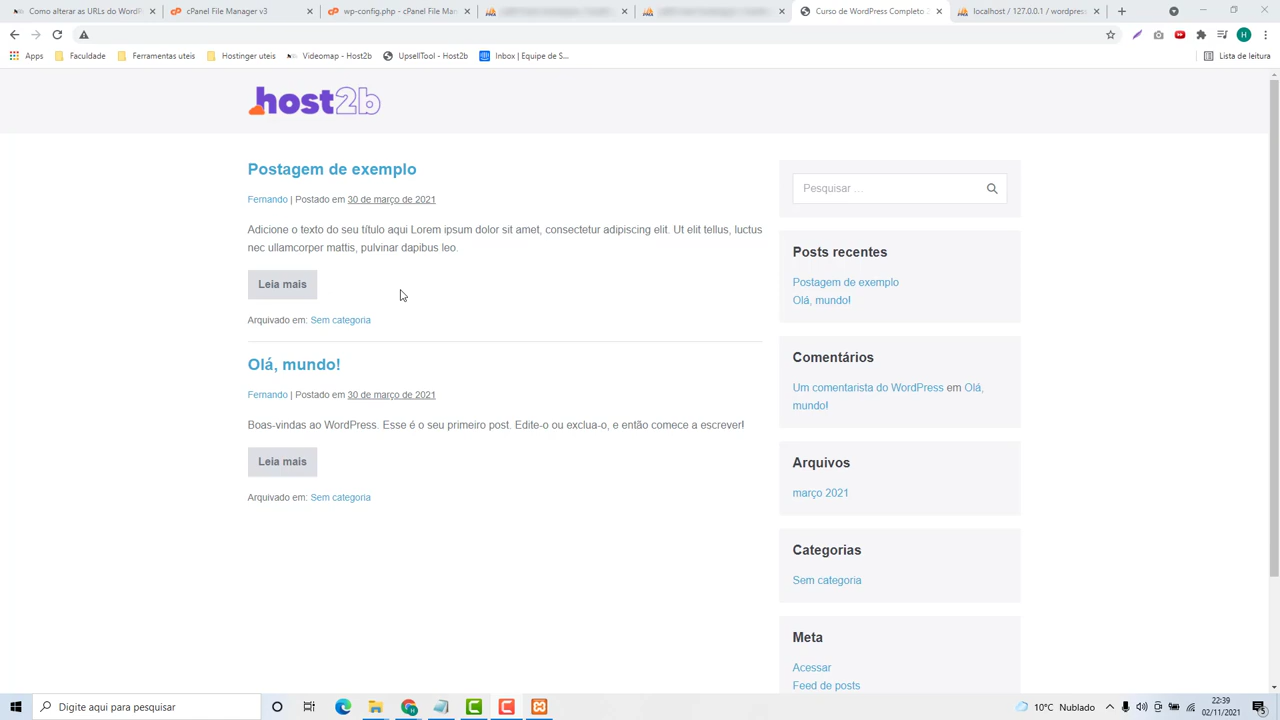 Como alterar as URLs do WordPr
cPanel File Manager v3
wp-config.php - cPanel File Man
Curso de WordPress Completo 2
localhost / 127.0.0.1 / wordpress
Apps
Faculdade
Ferramentas uteis
Hostinger uteis
Videomap - Host2b
UpsellTool - Host2b
Inbox | Equipe de S...
Lista de leitura
host2b
Postagem de exemplo
Fernando | Postado em 30 de março de 2021
Adicione o texto do seu título aqui Lorem ipsum dolor sit amet, consectetur adipiscing elit. Ut elit tellus, luctus
nec ullamcorper mattis, pulvinar dapibus leo.
Leia mais
Arquivado em: Sem categoria
Olá, mundo!
Fernando | Postado em 30 de março de 2021
Boas-vindas ao WordPress. Esse é o seu primeiro post. Edite-o ou exclua-o, e então comece a escrever!
Leia mais
Arquivado em: Sem categoria
Pesquisar ...
Posts recentes
Postagem de exemplo
Olá, mundo!
Comentários
Um comentarista do WordPress em Olá,
mundo!
Arquivos
março 2021
Categorias
Sem categoria
Meta
Acessar
Feed de posts
Digite aqui para pesquisar
10°C Nublado
22:39
02/11/2021